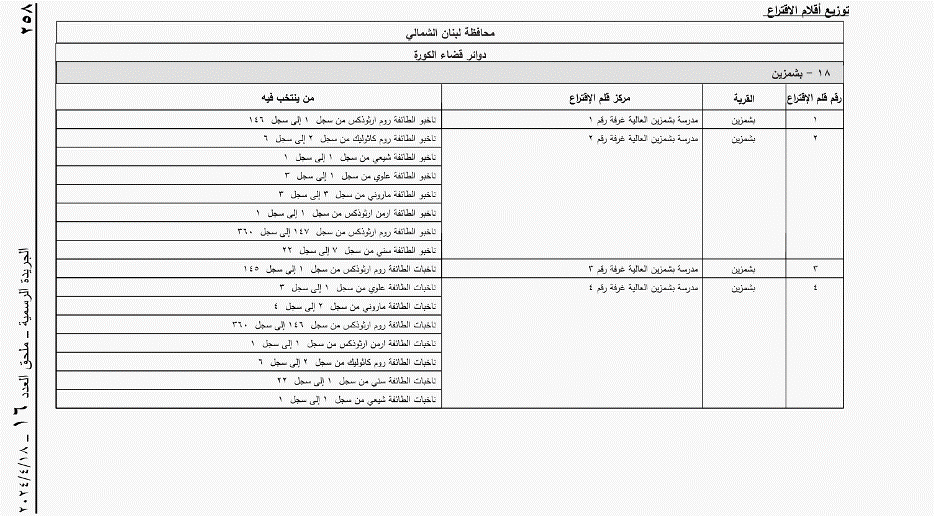 توزيع أقلام الإقتراع
محافظة لبنان الشمالي
دوائر قضاء الكورة
١٨ - بشمزين
رقم قلم الإقتراع القرية مركز قلم الإقتراع من ينتخب فيه
١ بشمزين مدرسة بشمزين العالية غرفة رقم ١ ناخبو الطائفة روم ارثوذكس من سجل ١ إلى سجل ١٤٦
٢ بشمزين مدرسة بشمزين العالية غرفة رقم ٢ ناخبو الطائفة روم كاثوليك من سجل ٢ إلى سجل ٦
ناخبو الطائفة شيعي من سجل ١ إلى سجل ١
ناخبو الطائفة علوي من سجل ١ إلى سجل ٣
ناخبو الطائفة ماروني من سجل ٣ إلى سجل ٣
ناخبو الطائفة ارمن ارثوذكس من سجل ١ إلى سجل ١
ناخبو الطائفة روم ارثوذكس من سجل ١٤٧ إلى سجل ٣٦٠
ناخبو الطائفة سني من سجل ٧ إلى سجل ٢٢
٣ بشمزين مدرسة بشمزين العالية غرفة رقم ٣ ناخبات الطائفة روم ارثوذكس من سجل ١ إلى سجل ١٤٥
٤ بشمزين مدرسة بشمزين العالية غرفة رقم ٤ ناخبات الطائفة علوي من سجل ١ إلى سجل ٣
ناخبات الطائفة ماروني من سجل ٢ إلى سجل ٤
ناخبات الطائفة روم ارثوذكس من سجل ١٤٦ إلى سجل ٣٦٠
ناخبات الطائفة ارمن ارثوذكس من سجل ١ إلى سجل ١
ناخبات الطائفة روم كاثوليك من سجل ٢ إلى سجل ٦
ناخبات الطائفة سني من سجل ١ إلى سجل ٢٢
ناخبات الطائفة شيعي من سجل ١ إلى سجل ١
٢٥٨
الجريدة الرسمية – ملحق العدد ١٦ – ٢٠٢٤/٤/١٨